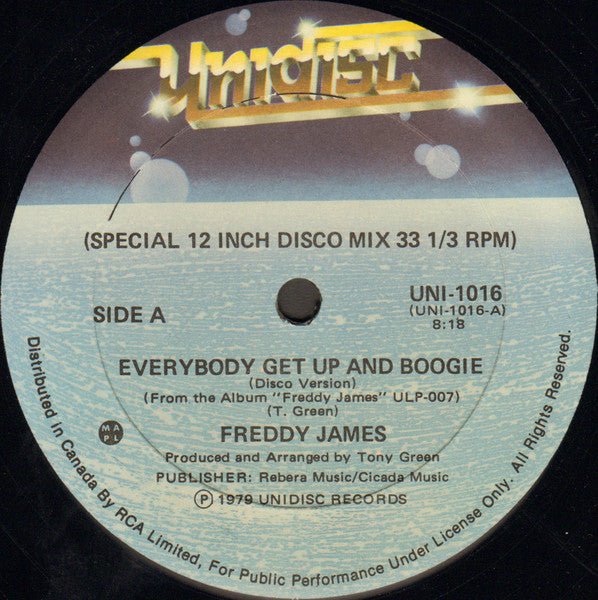 Unidisc
(SPECIAL 12 INCH DISCO MIX 33 1/3 RPM)
SIDE A
UNI-1016
(UNI-1016-A)
8:18
EVERYBODY GET UP AND BOOGIE
(Disco Version)
(From the Album "Freddy James" ULP-007)
(T. Green)
MAPL
FREDDY JAMES
Produced and Arranged by Tony Green
PUBLISHER: Rebera Music/Cicada Music
Ⓟ 1979 UNIDISC RECORDS
Distributed in Canada By RCA Limited, For Public Performance Under License Only. All Rights Reserved.